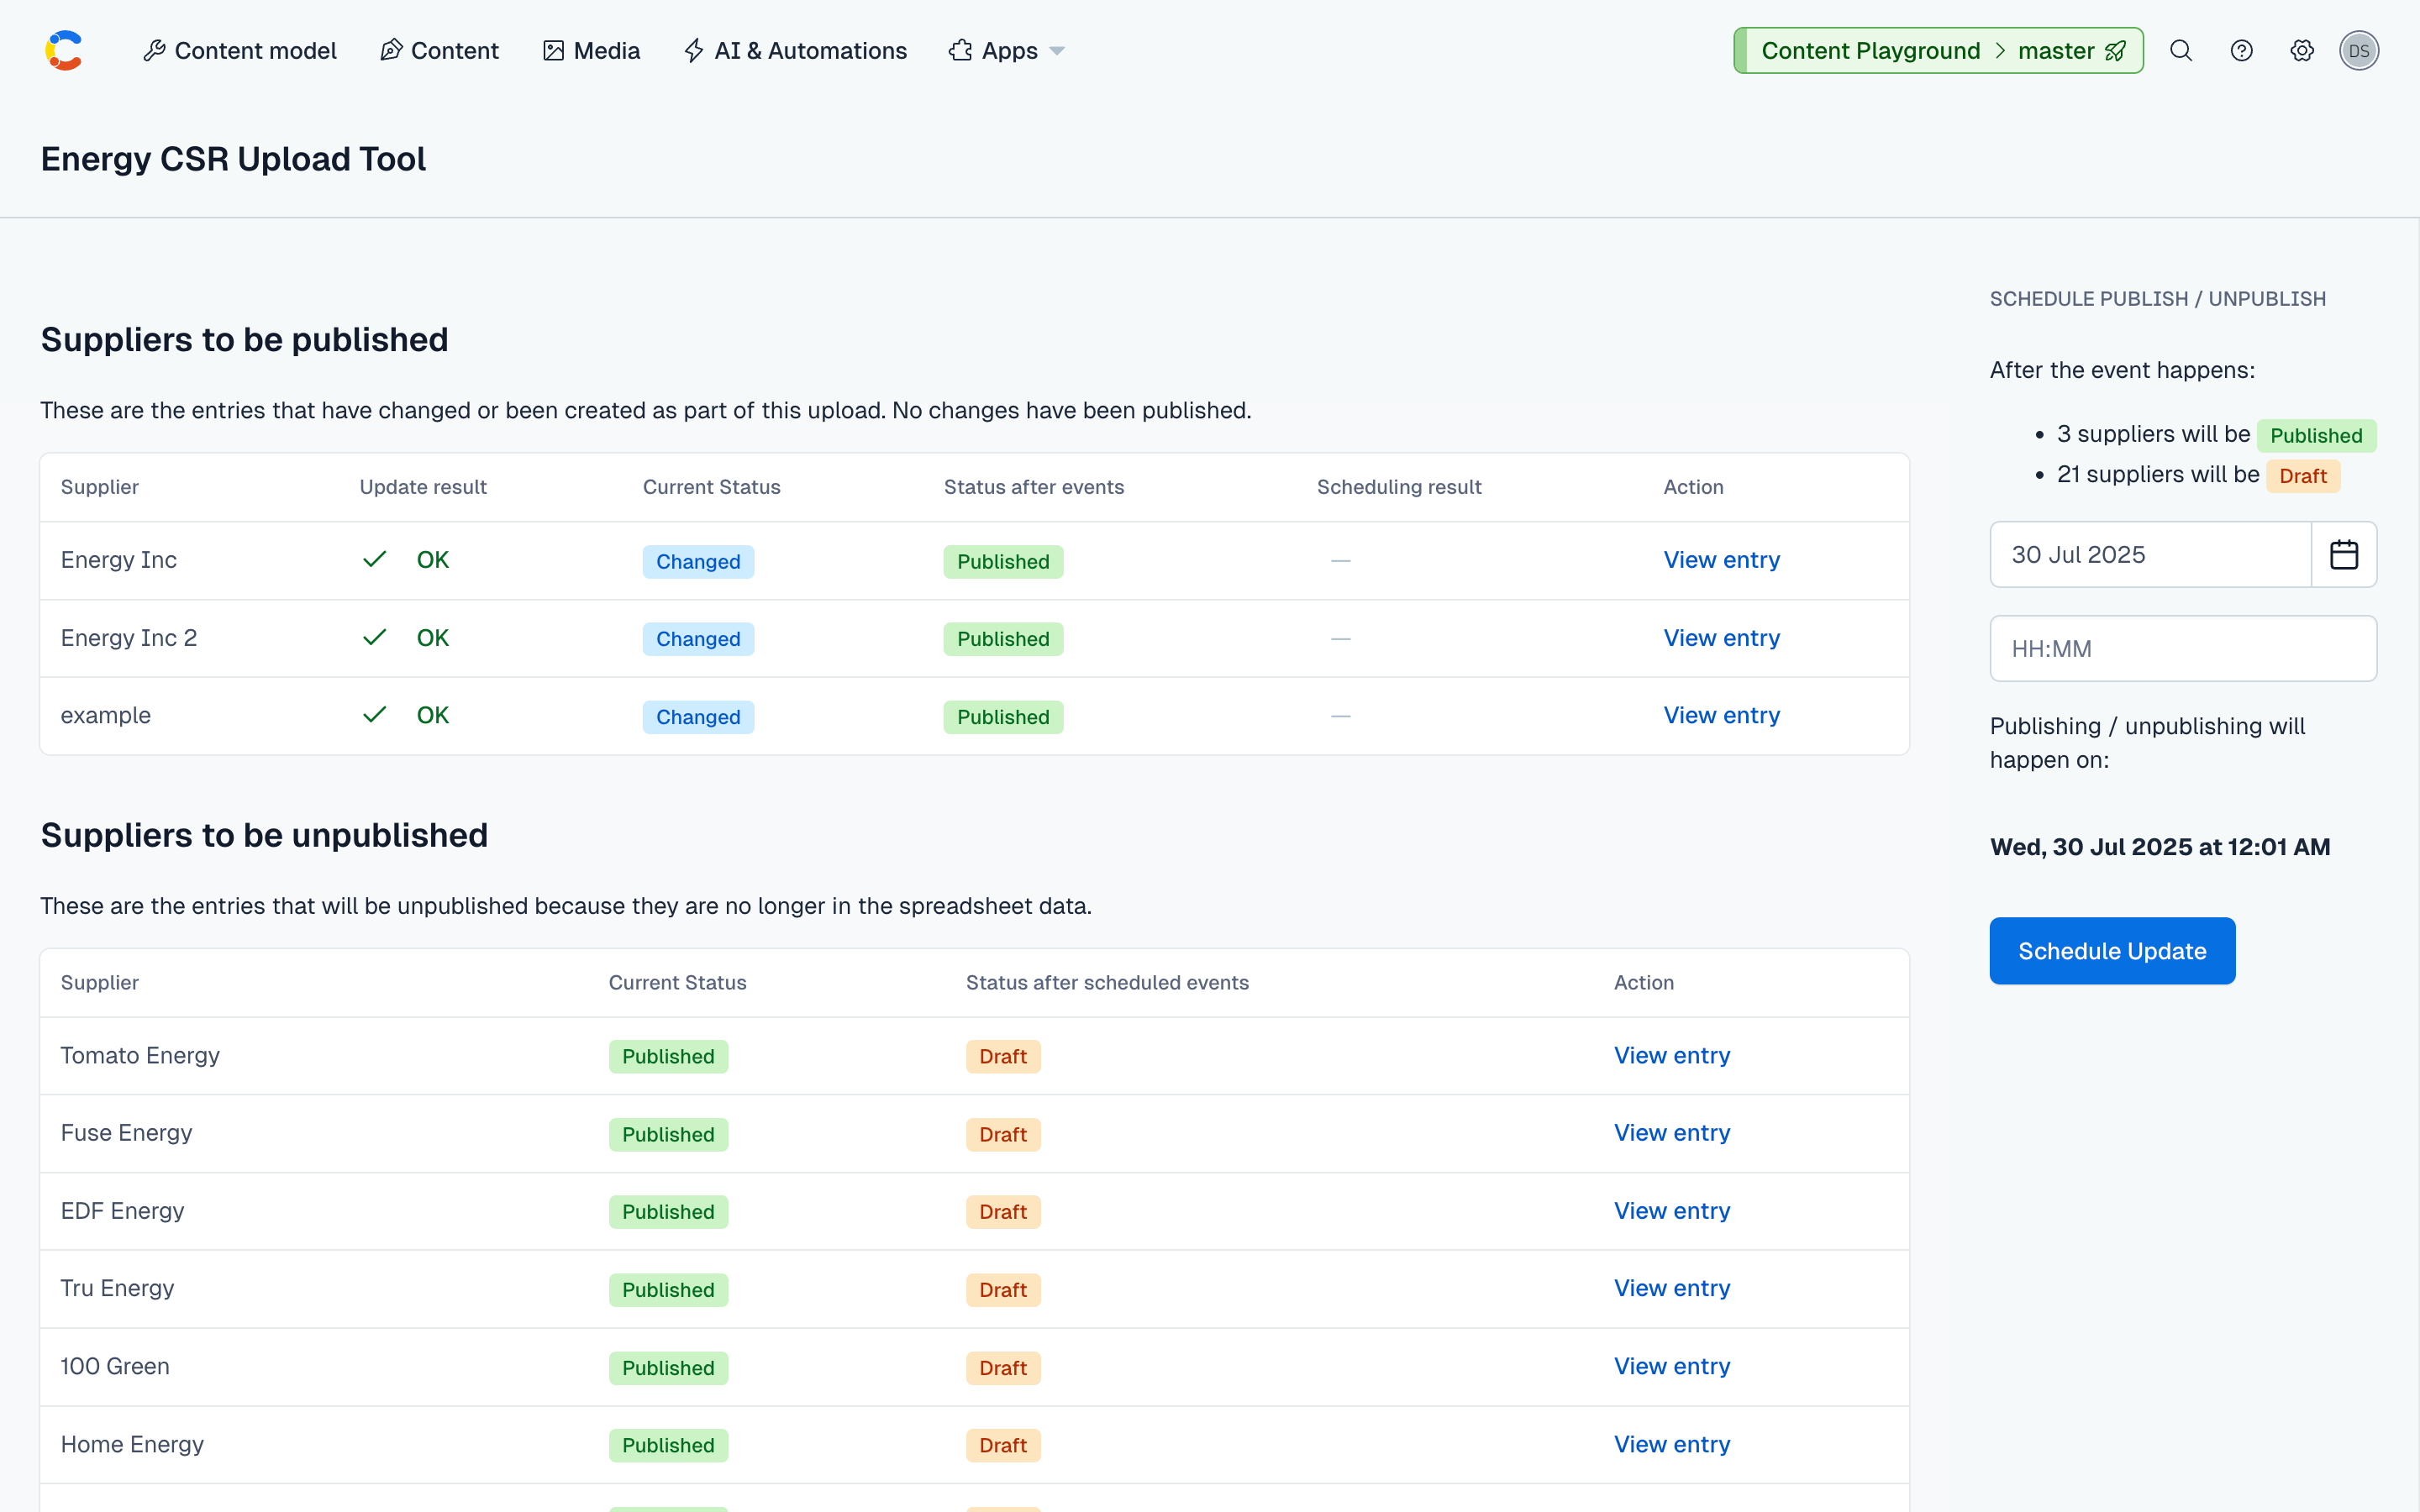 Content model Content Media AI & Automations Apps Content Playground > master DS
Energy CSR Upload Tool
Suppliers to be published
These are the entries that have changed or been created as part of this upload. No changes have been published.
Supplier Update result Current Status Status after events Scheduling result Action
Energy Inc OK Changed Published — View entry
Energy Inc 2 OK Changed Published — View entry
example OK Changed Published — View entry
Suppliers to be unpublished
These are the entries that will be unpublished because they are no longer in the spreadsheet data.
Supplier Current Status Status after scheduled events Action
Tomato Energy Published Draft View entry
Fuse Energy Published Draft View entry
EDF Energy Published Draft View entry
Tru Energy Published Draft View entry
100 Green Published Draft View entry
Home Energy Published Draft View entry
SCHEDULE PUBLISH / UNPUBLISH
After the event happens:
• 3 suppliers will be Published
• 21 suppliers will be Draft
30 Jul 2025
HH:MM
Publishing / unpublishing will
happen on:
Wed, 30 Jul 2025 at 12:01 AM
Schedule Update